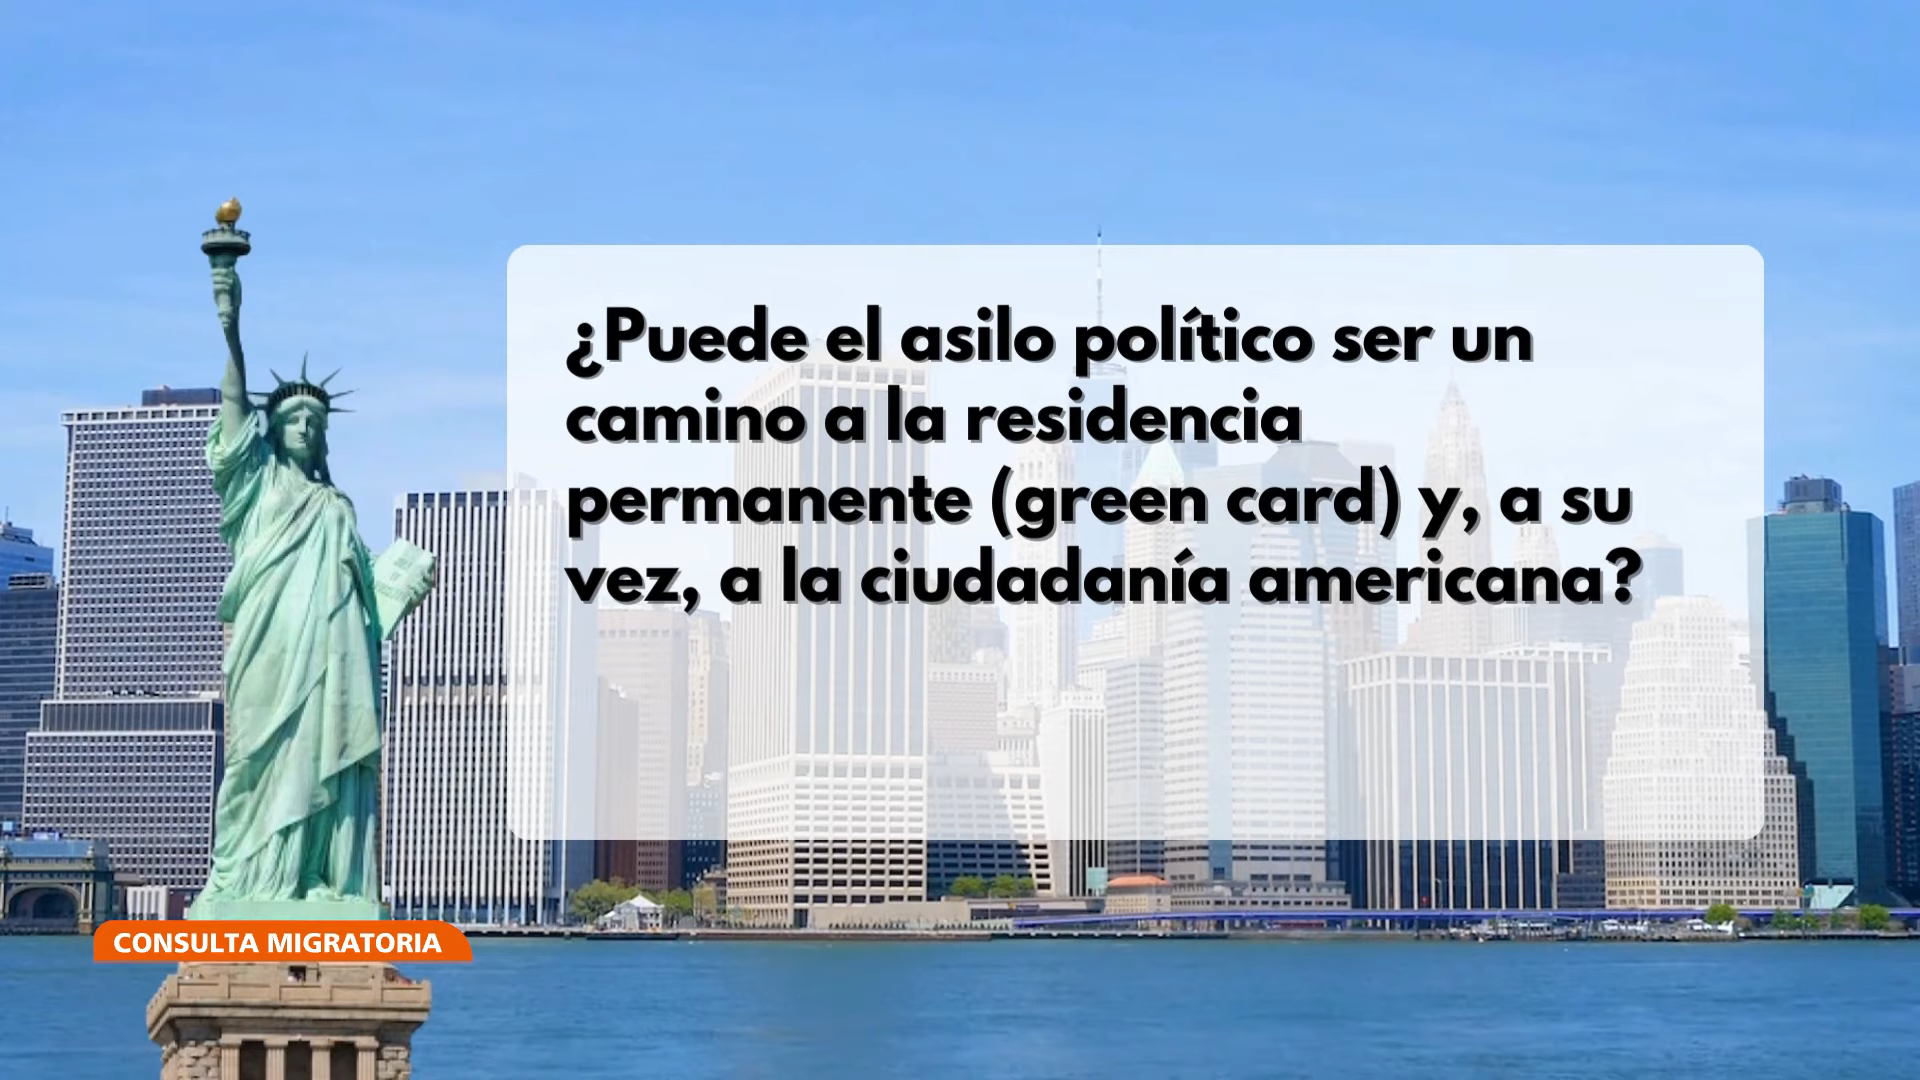 ¿Puede el asilo político ser un
camino a la residencia
permanente (green card) y, a su
vez, a la ciudadanía americana?
CONSULTA MIGRATORIA